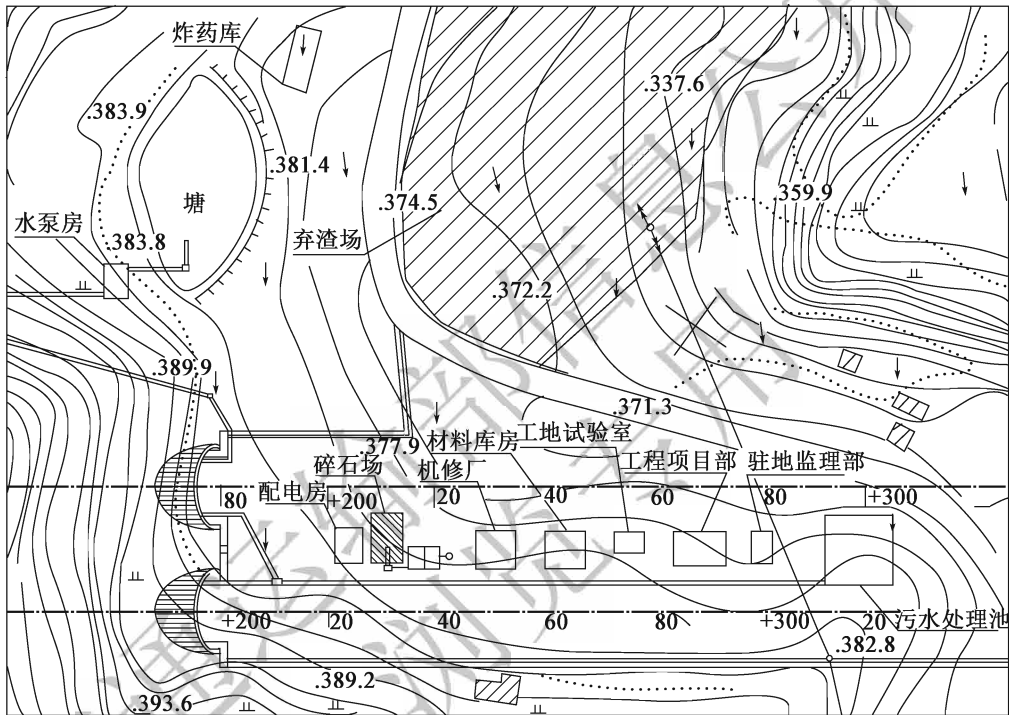 炸药库
.383.9
.337.6
.381.4
.359.9
塘
.374.5
水泵房
.383.8
弃渣场
.372.2
.389.9
.371.3
.377.9
材料库房
工地试验室
碎石场
机修厂
工程项目部
驻地监理部
配电房
80
+200
20
40
60
80
+300
+200
20
40
60
80
+300
20
污水处理池
.382.8
.389.2
.393.6